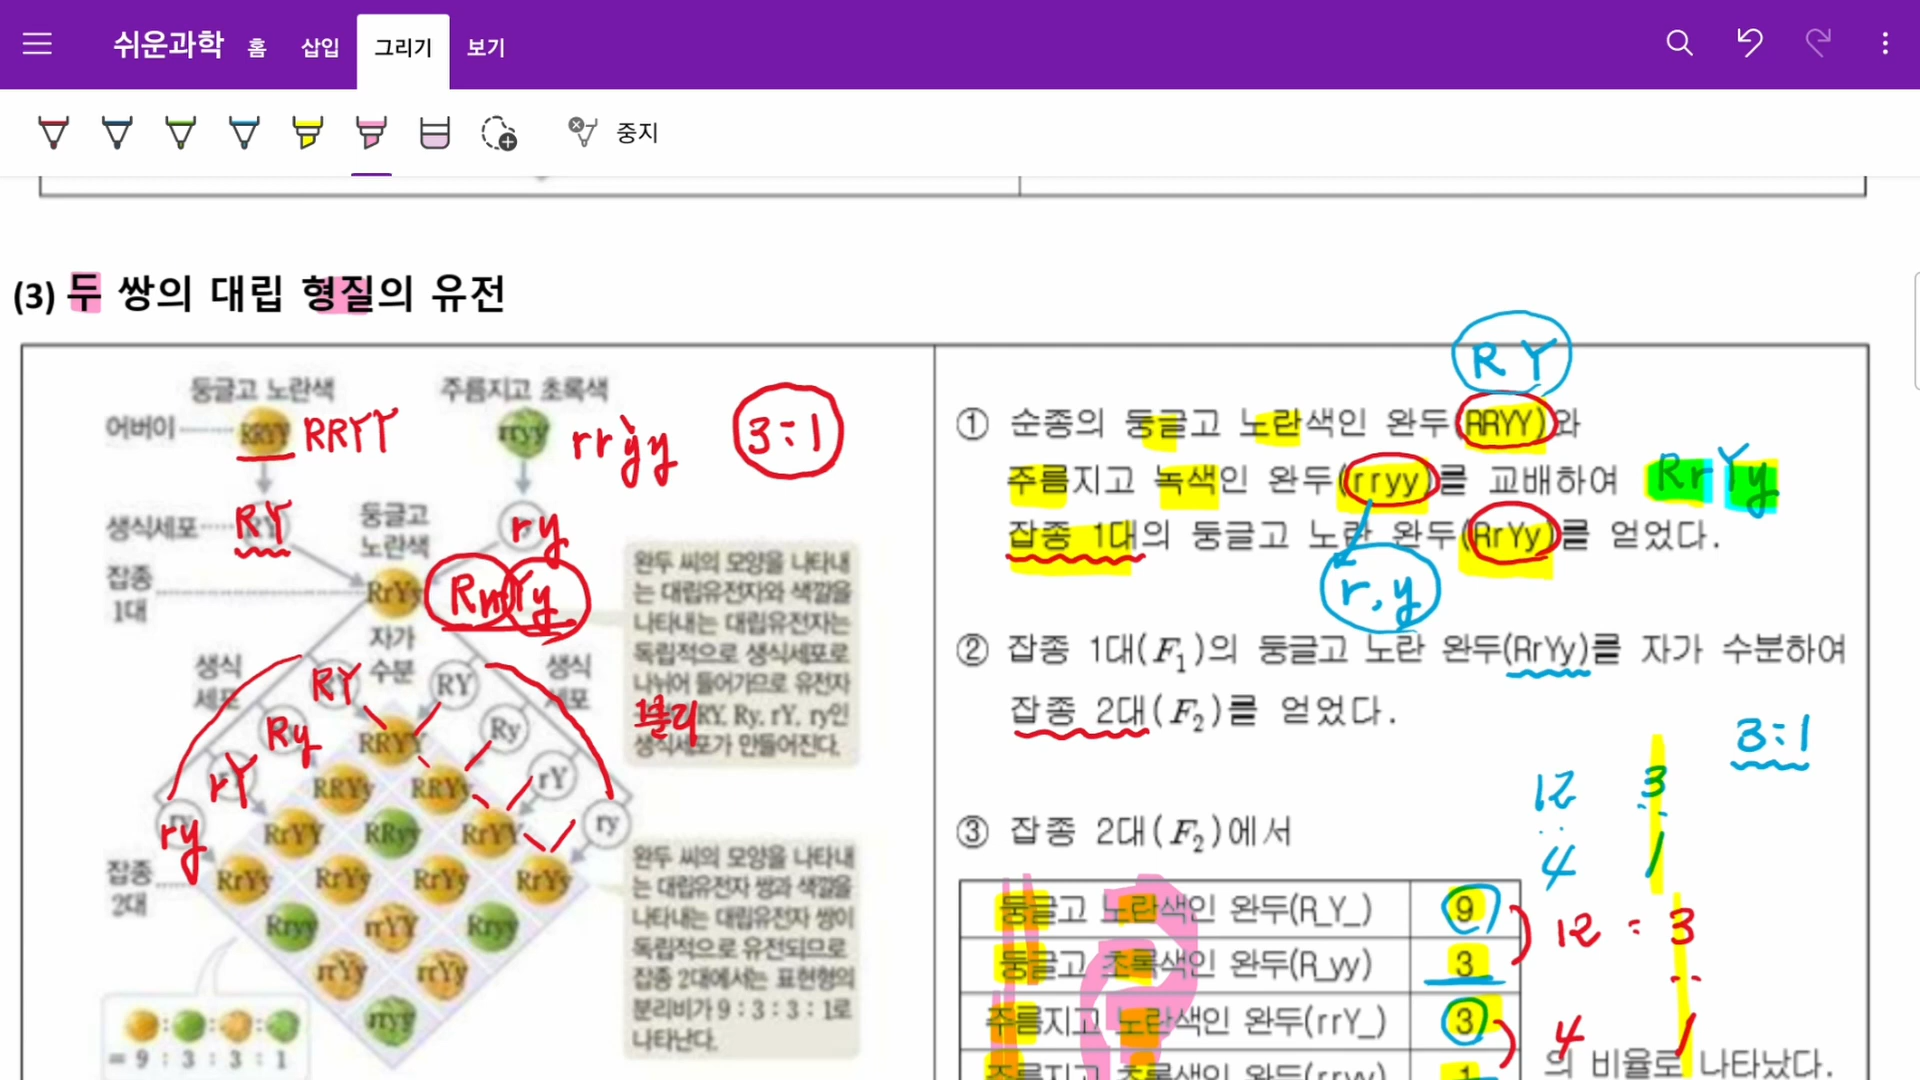 쉬운과학 홈 삽입 그리기 보기
중지
(3) 두 쌍의 대립 형질의 유전
둥글고 노란색 주름지고 초록색
어버이 RRYY RRYY rryy rryy 3:1
생식세포 RY 둥글고 노란색 ry
잡종 1대 RrYy
자가 수분
생식 세포 RY RY 생식 세포
Ry Ry
rY rY
ry ry
RRYY
RRYy RRYy
RrYY RRyy RrYY
잡종 2대 RrYy RrYy RrYy RrYy
Rryy rrYY Rryy
rrYy rrYy
rryy
= 9 : 3 : 3 : 1
완두 씨의 모양을 나타내
는 대립유전자와 색깔을
나타내는 대립유전자는
독립적으로 생식세포로
나뉘어 들어가므로 유전자
RY, Ry, rY, ry인
생식세포가 만들어진다.
완두 씨의 모양을 나타내
는 대립유전자 쌍과 색깔을
나타내는 대립유전자 쌍이
독립적으로 유전되므로
잡종 2대에서는 표현형의
분리비가 9 : 3 : 3 : 1로
나타난다.
R Y
① 순종의 둥글고 노란색인 완두(RRYY)와
주름지고 녹색인 완두(rryy)를 교배하여 RrYy
잡종 1대의 둥글고 노란 완두(RrYy)를 얻었다.
r, y
② 잡종 1대(F₁)의 둥글고 노란 완두(RrYy)를 자가 수분하여
잡종 2대(F₂)를 얻었다.
3:1
12 3
4 1
③ 잡종 2대(F₂)에서
둥글고 노란색인 완두(R_Y_) 9
12 : 3
둥글고 초록색인 완두(R_yy) 3
주름지고 노란색인 완두(rrY_) 3
4 1
주름지고 초록색인 완두(rryy) 1
의 비율로 나타났다.